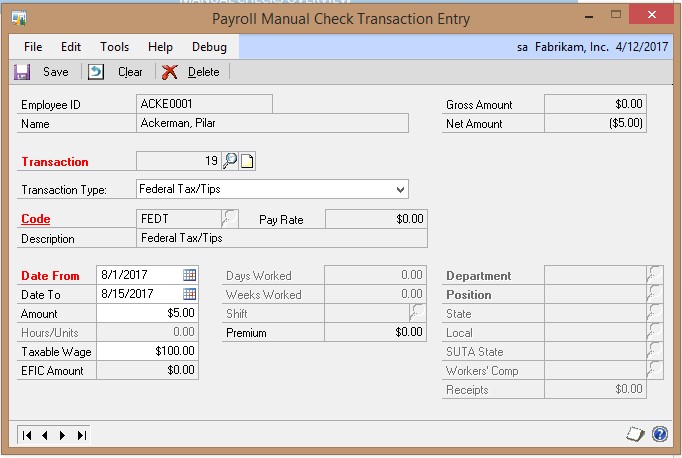 Payroll Manual Check Transaction Entry
File Edit Tools Help Debug sa Fabrikam, Inc. 4/12/2017
Save Clear Delete
Employee ID ACKE0001 Gross Amount $0.00
Name Ackerman, Pilar Net Amount ($5.00)
Transaction 19
Transaction Type: Federal Tax/Tips
Code FEDT Pay Rate $0.00
Description Federal Tax/Tips
Date From 8/1/2017 Days Worked 0.00 Department
Date To 8/15/2017 Weeks Worked 0.00 Position
Amount $5.00 Shift State
Hours/Units 0.00 Premium $0.00 Local
Taxable Wage $100.00 SUTA State
EFIC Amount $0.00 Workers' Comp
Receipts $0.00